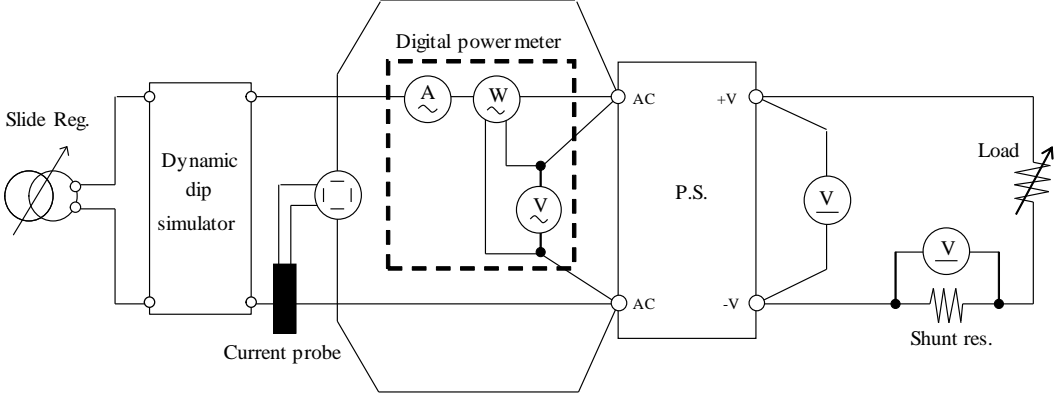 Digital power meter
A
W
AC
+V
Slide Reg.
Dynamic
dip
simulator
V
P.S.
V
Load
V
AC
-V
Current probe
Shunt res.